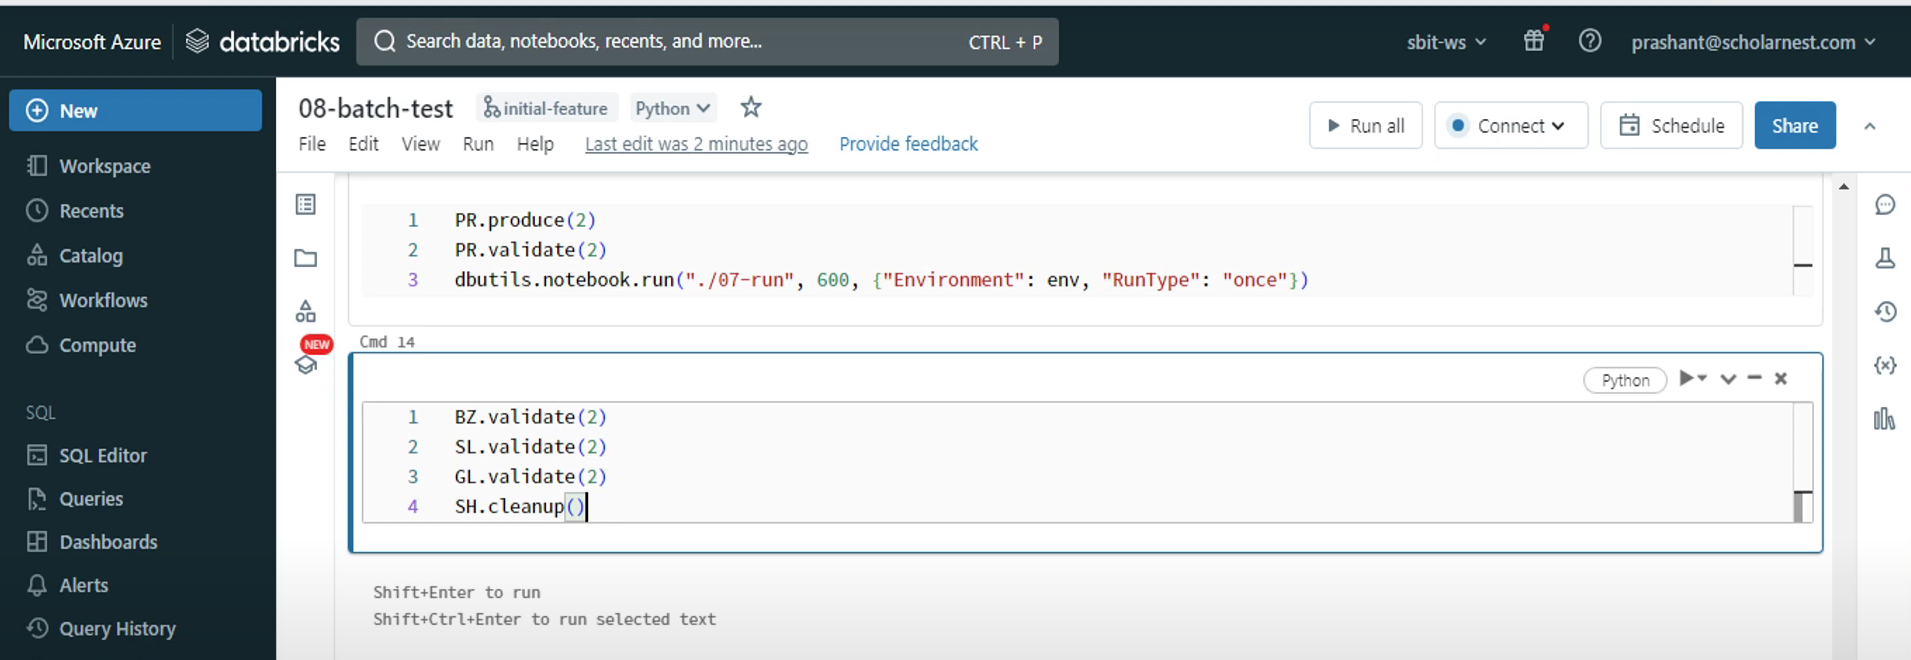 Microsoft Azure databricks Search data, notebooks, recents, and more... CTRL + P sbit-ws prashant@scholarnest.com
New
Workspace
Recents
Catalog
Workflows
Compute
SQL
SQL Editor
Queries
Dashboards
Alerts
Query History
08-batch-test initial-feature Python
File Edit View Run Help Last edit was 2 minutes ago Provide feedback
Run all Connect Schedule Share
NEW
1 PR.produce(2)
2 PR.validate(2)
3 dbutils.notebook.run("./07-run", 600, {"Environment": env, "RunType": "once"})
Cmd 14
Python
1 BZ.validate(2)
2 SL.validate(2)
3 GL.validate(2)
4 SH.cleanup()
Shift+Enter to run
Shift+Ctrl+Enter to run selected text